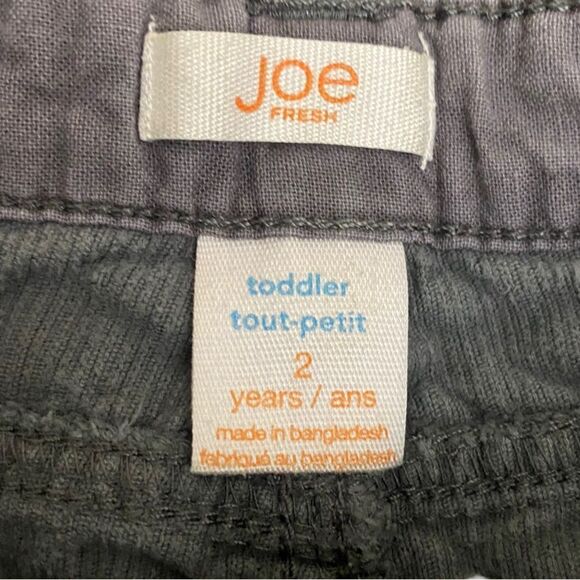 Joe
FRESH
toddler
tout-petit
2
years / ans
made in bangladesh
fabriqué au bangladesh